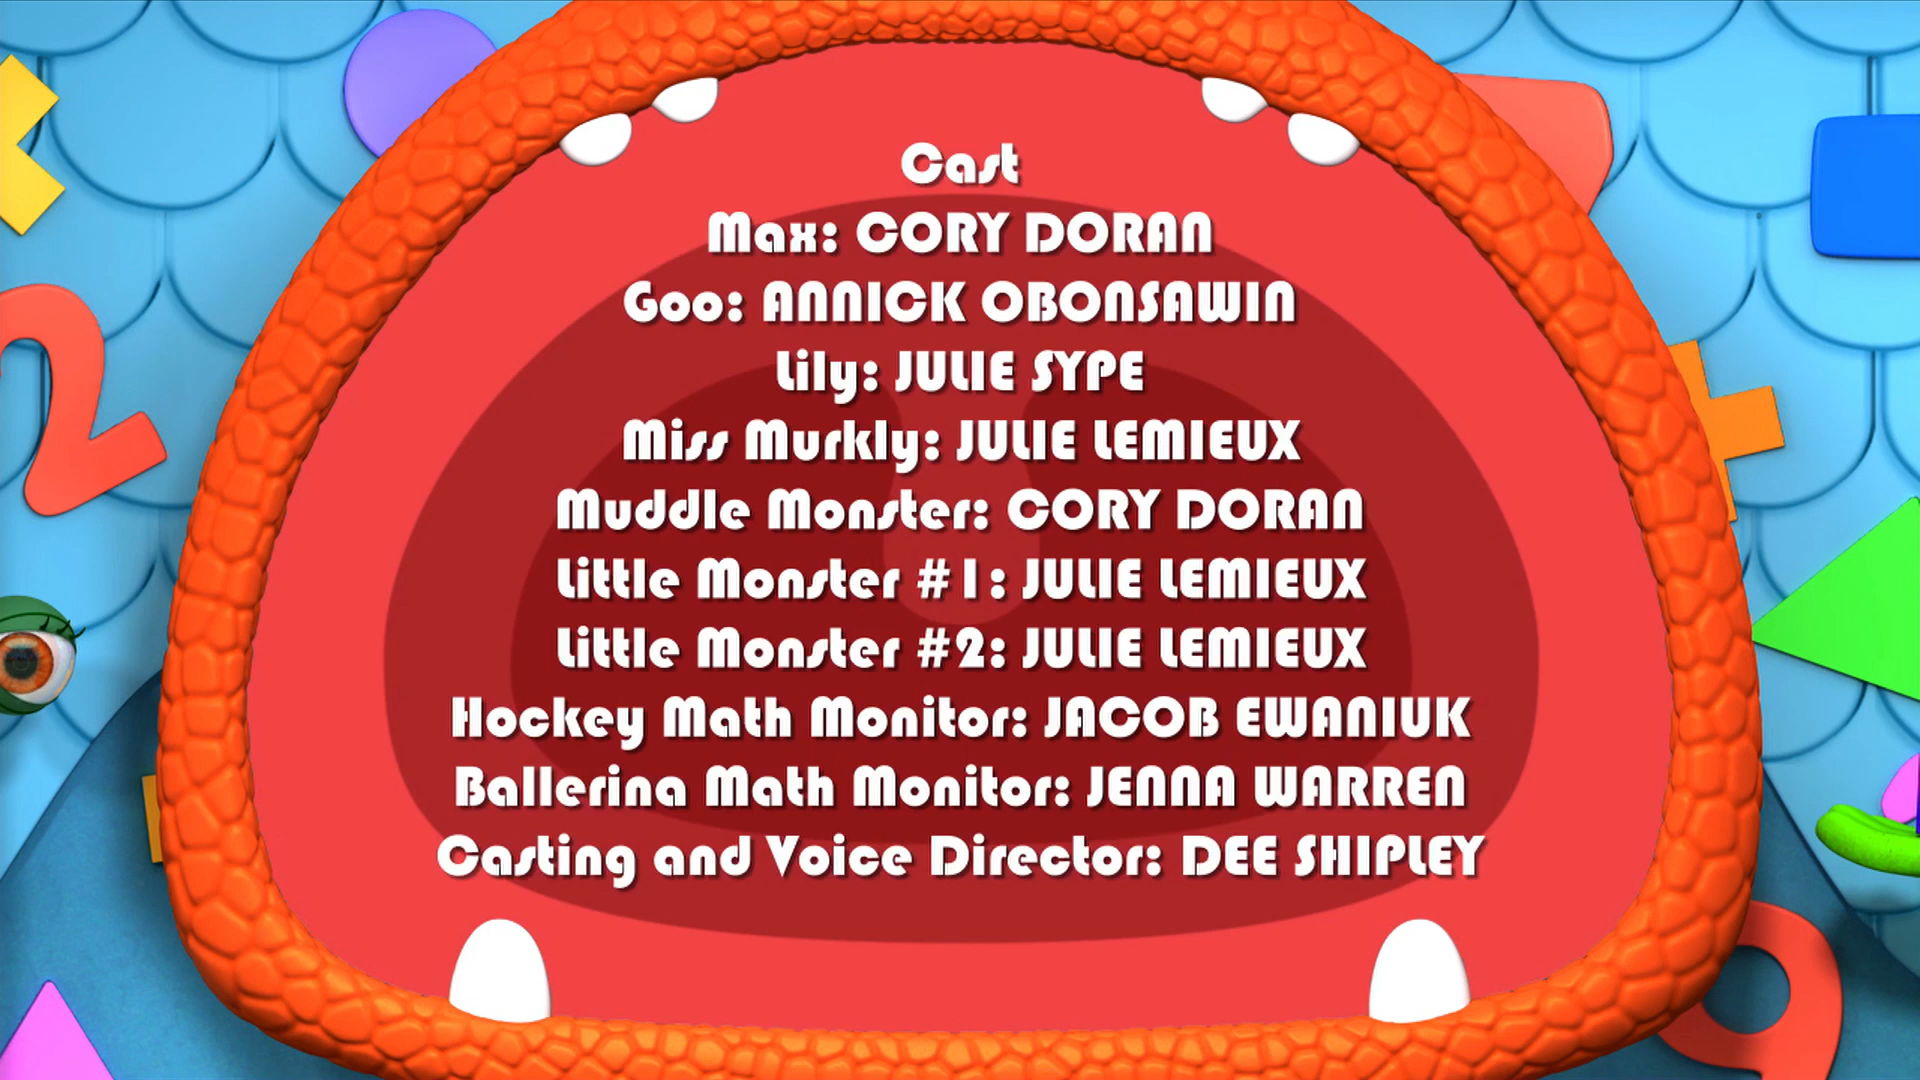 Cast
Max: CORY DORAN
Goo: ANNICK OBONSAWIN
Lily: JULIE SYPE
Miss Murkly: JULIE LEMIEUX
Muddle Monster: CORY DORAN
Little Monster #1: JULIE LEMIEUX
Little Monster #2: JULIE LEMIEUX
Hockey Math Monitor: JACOB EWANIUK
Ballerina Math Monitor: JENNA WARREN
Casting and Voice Director: DEE SHIPLEY
2
9